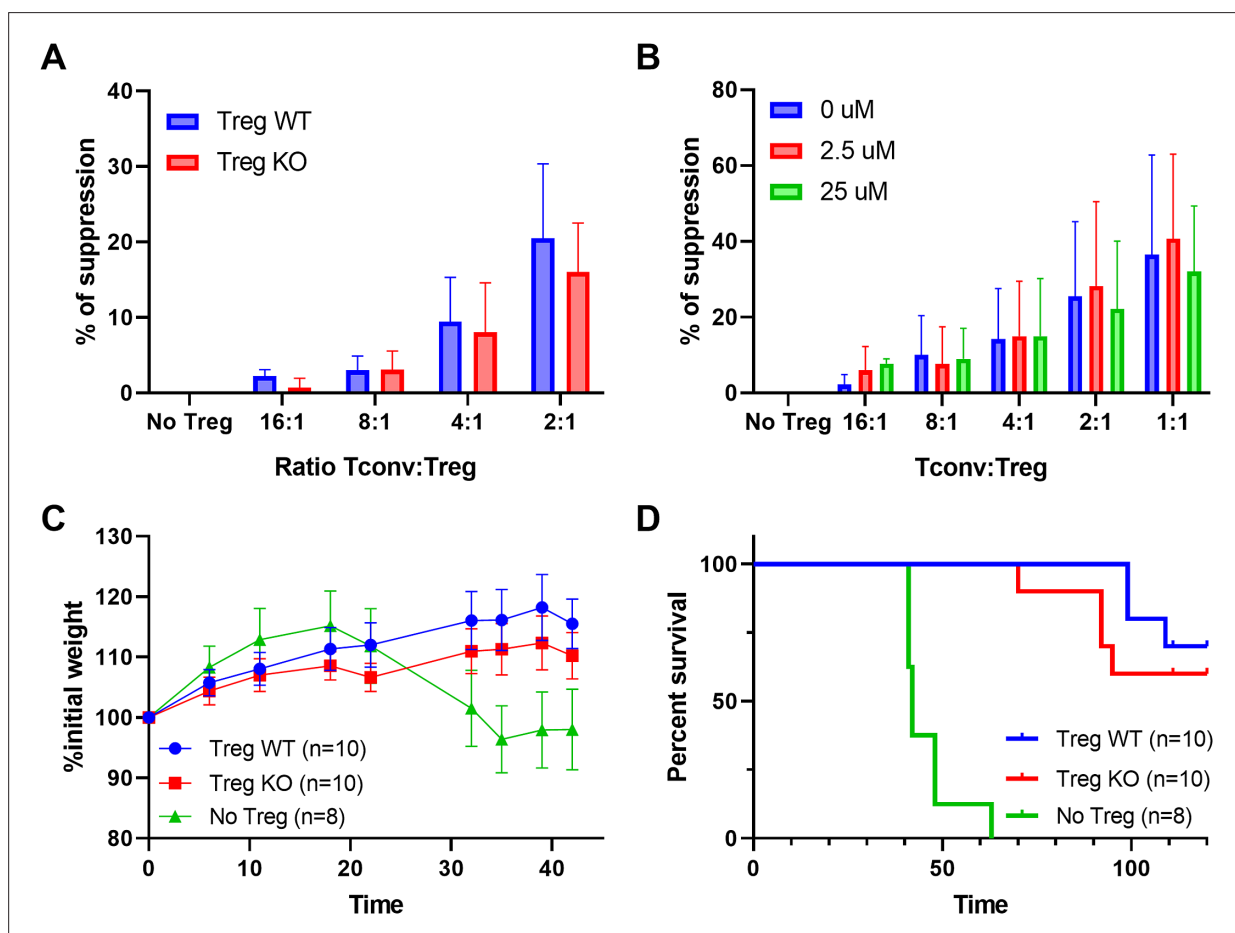 A
% of suppression
40
30
20
10
0
Treg WT
Treg KO
No Treg 16:1 8:1 4:1 2:1
Ratio Tconv:Treg
B
% of suppression
80
60
40
20
0
0 uM
2.5 uM
25 uM
No Treg 16:1 8:1 4:1 2:1 1:1
Tconv:Treg
C
%initial weight
130
120
110
100
90
80
Treg WT (n=10)
Treg KO (n=10)
No Treg (n=8)
0 10 20 30 40
Time
D
Percent survival
100
50
0
Treg WT (n=10)
Treg KO (n=10)
No Treg (n=8)
0 50 100
Time